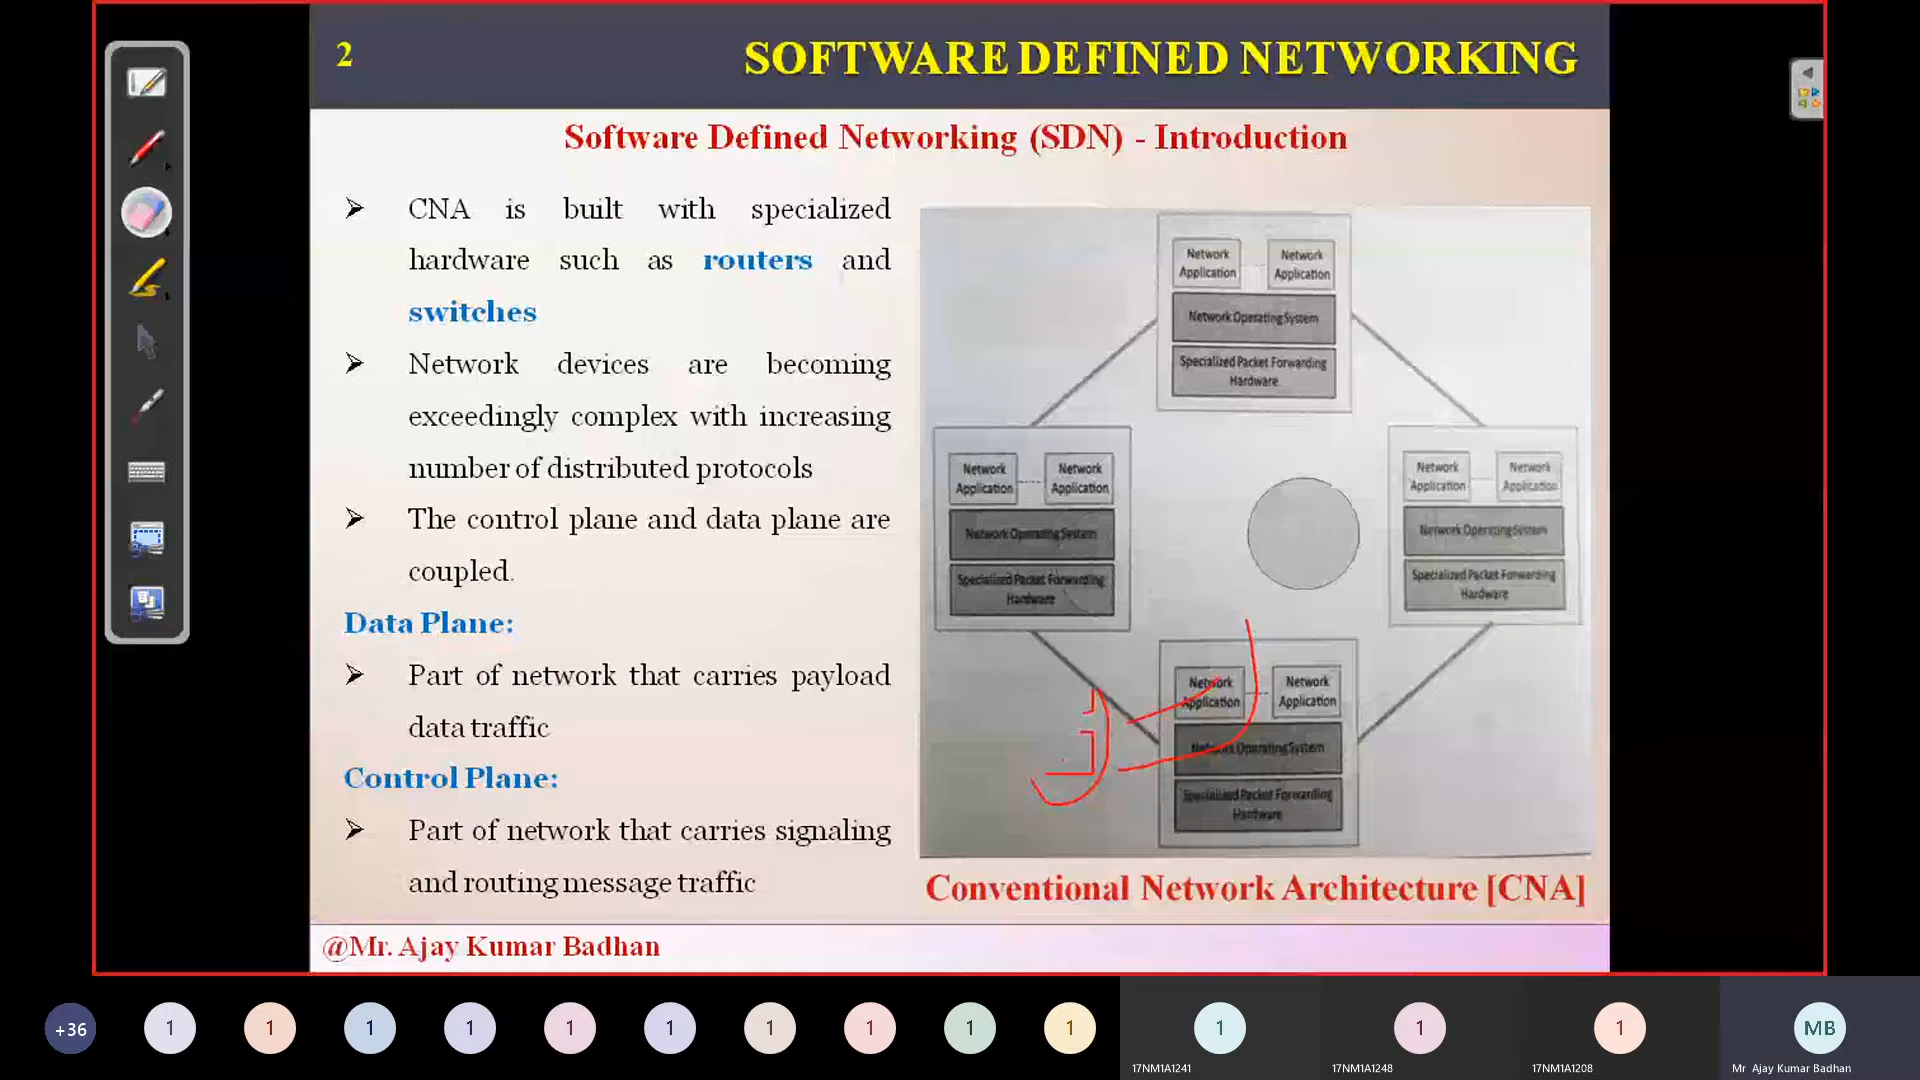 2
SOFTWARE DEFINED NETWORKING
Software Defined Networking (SDN) - Introduction
➢ CNA is built with specialized
hardware such as routers and
switches
➢ Network devices are becoming
exceedingly complex with increasing
number of distributed protocols
➢ The control plane and data plane are
coupled.
Data Plane:
➢ Part of network that carries payload
data traffic
Control Plane:
➢ Part of network that carries signaling
and routing message traffic
Network
Application
Network
Application
Network Operating System
Specialized Packet Forwarding
Hardware
Network
Application
Network
Application
Network Operating System
Specialized Packet Forwarding
Hardware
Network
Application
Network
Application
Network Operating System
Specialized Packet Forwarding
Hardware
Network
Application
Network
Application
Network Operating System
Specialized Packet Forwarding
Hardware
Conventional Network Architecture [CNA]
@Mr. Ajay Kumar Badhan
+36 1 1 1 1 1 1 1 1 1 1 1 1 1 MB
17NM1A1241 17NM1A1248 17NM1A1208 Mr Ajay Kumar Badhan